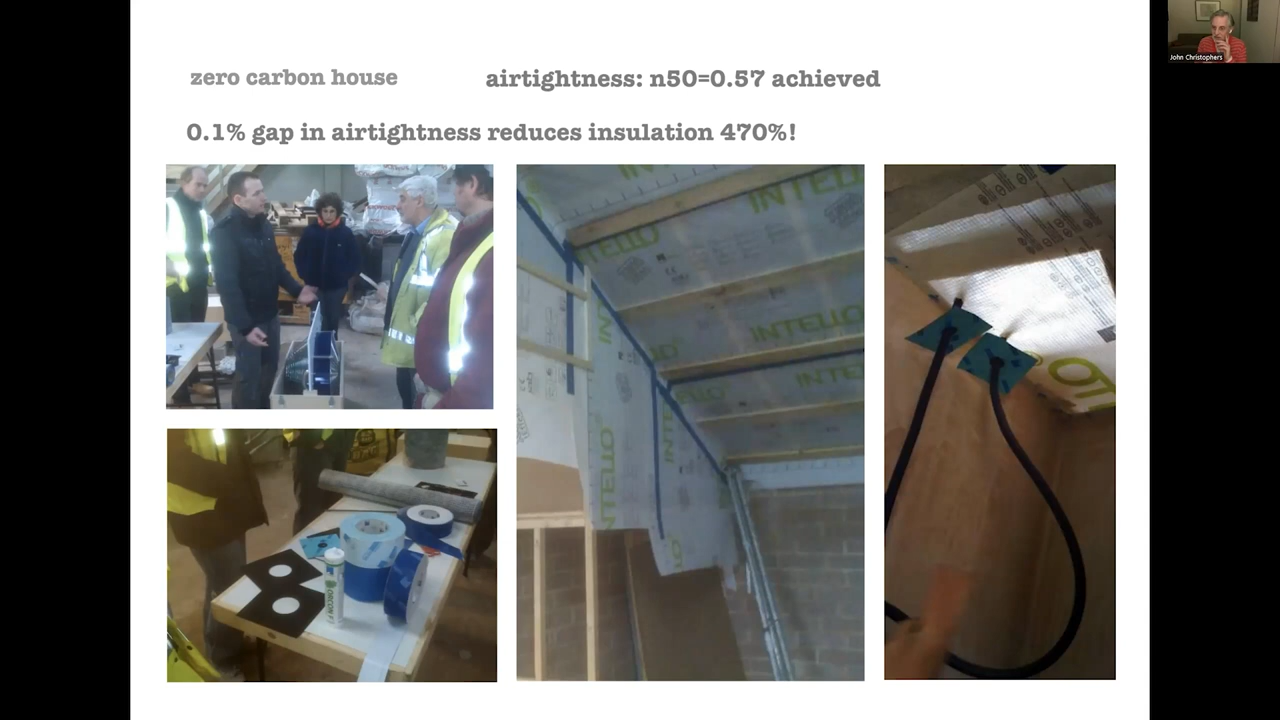 zero carbon house
airtightness: n50=0.57 achieved
0.1% gap in airtightness reduces insulation 470%!
John Christophers
INTELLO
INTELLO
INTELLO
INTELLO
ORCON F